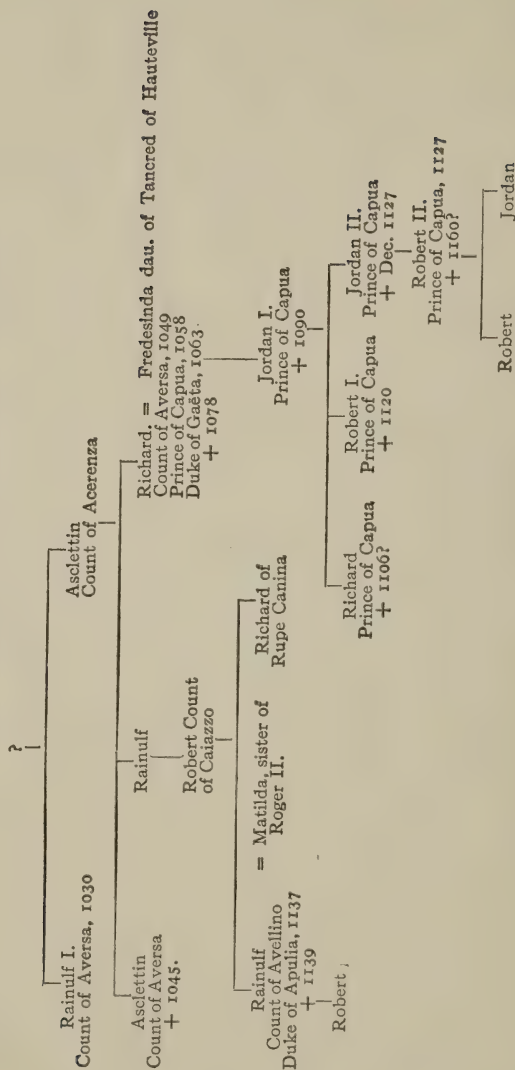 ?
Rainulf I.
Count of Aversa, 1030
Asclettin
Count of Acerenza
Asclettin
Count of Aversa
+ 1045.
Rainulf
Richard. = Fredesinda dau. of Tancred of Hauteville
Count of Aversa, 1049
Prince of Capua, 1058
Duke of Gaëta, 1063.
+ 1078
Robert Count
of Caiazzo
Jordan I.
Prince of Capua
+ 1090
Rainulf = Matilda, sister of
Count of Avellino Roger II.
Duke of Apulia, 1137
+ 1139
Richard of
Rupe Canina
Richard
Prince of Capua
+ 1106?
Robert I.
Prince of Capua
+ 1120
Jordan II.
Prince of Capua
+ Dec. 1127
Robert
Robert II.
Prince of Capua, 1127
+ 1160?
Robert Jordan